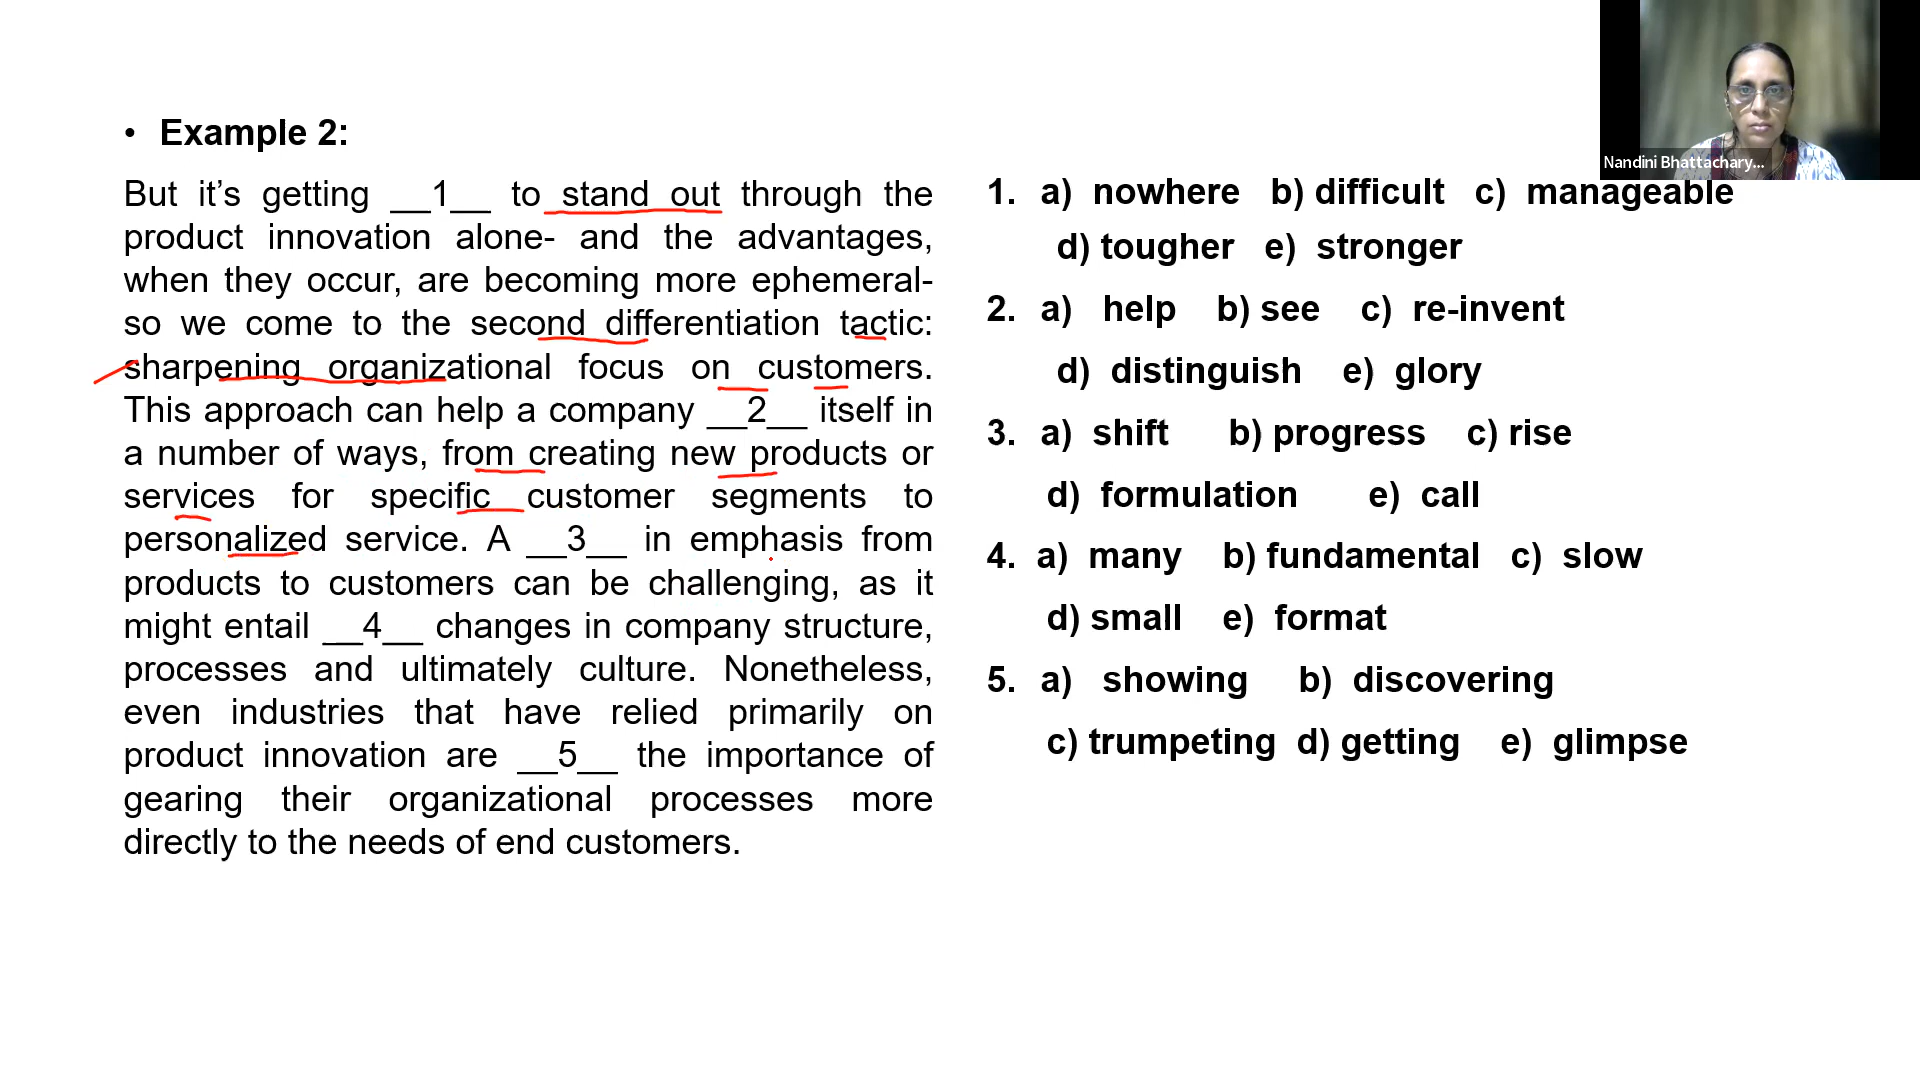 Nandini Bhattachary...
• Example 2:
But it’s getting __1__ to stand out through the
product innovation alone- and the advantages,
when they occur, are becoming more ephemeral-
so we come to the second differentiation tactic:
sharpening organizational focus on customers.
This approach can help a company __2__ itself in
a number of ways, from creating new products or
services for specific customer segments to
personalized service. A __3__ in emphasis from
products to customers can be challenging, as it
might entail __4__ changes in company structure,
processes and ultimately culture. Nonetheless,
even industries that have relied primarily on
product innovation are __5__ the importance of
gearing their organizational processes more
directly to the needs of end customers.
1. a) nowhere b) difficult c) manageable
d) tougher e) stronger
2. a) help b) see c) re-invent
d) distinguish e) glory
3. a) shift b) progress c) rise
d) formulation e) call
4. a) many b) fundamental c) slow
d) small e) format
5. a) showing b) discovering
c) trumpeting d) getting e) glimpse